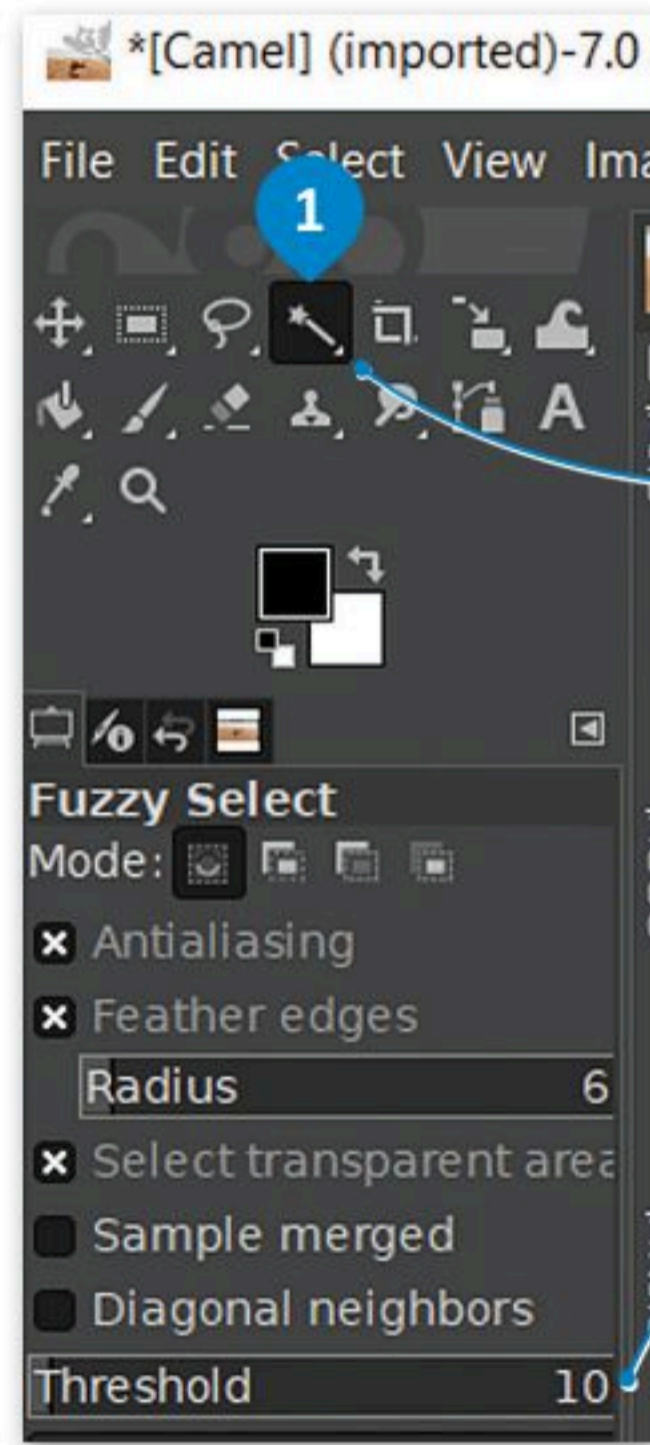 *[Camel] (imported)-7.0
File Edit Select View Ima
1
A
Fuzzy Select
Mode:
Antialiasing
Feather edges
Radius 6
Select transparent area
Sample merged
Diagonal neighbors
Threshold 10